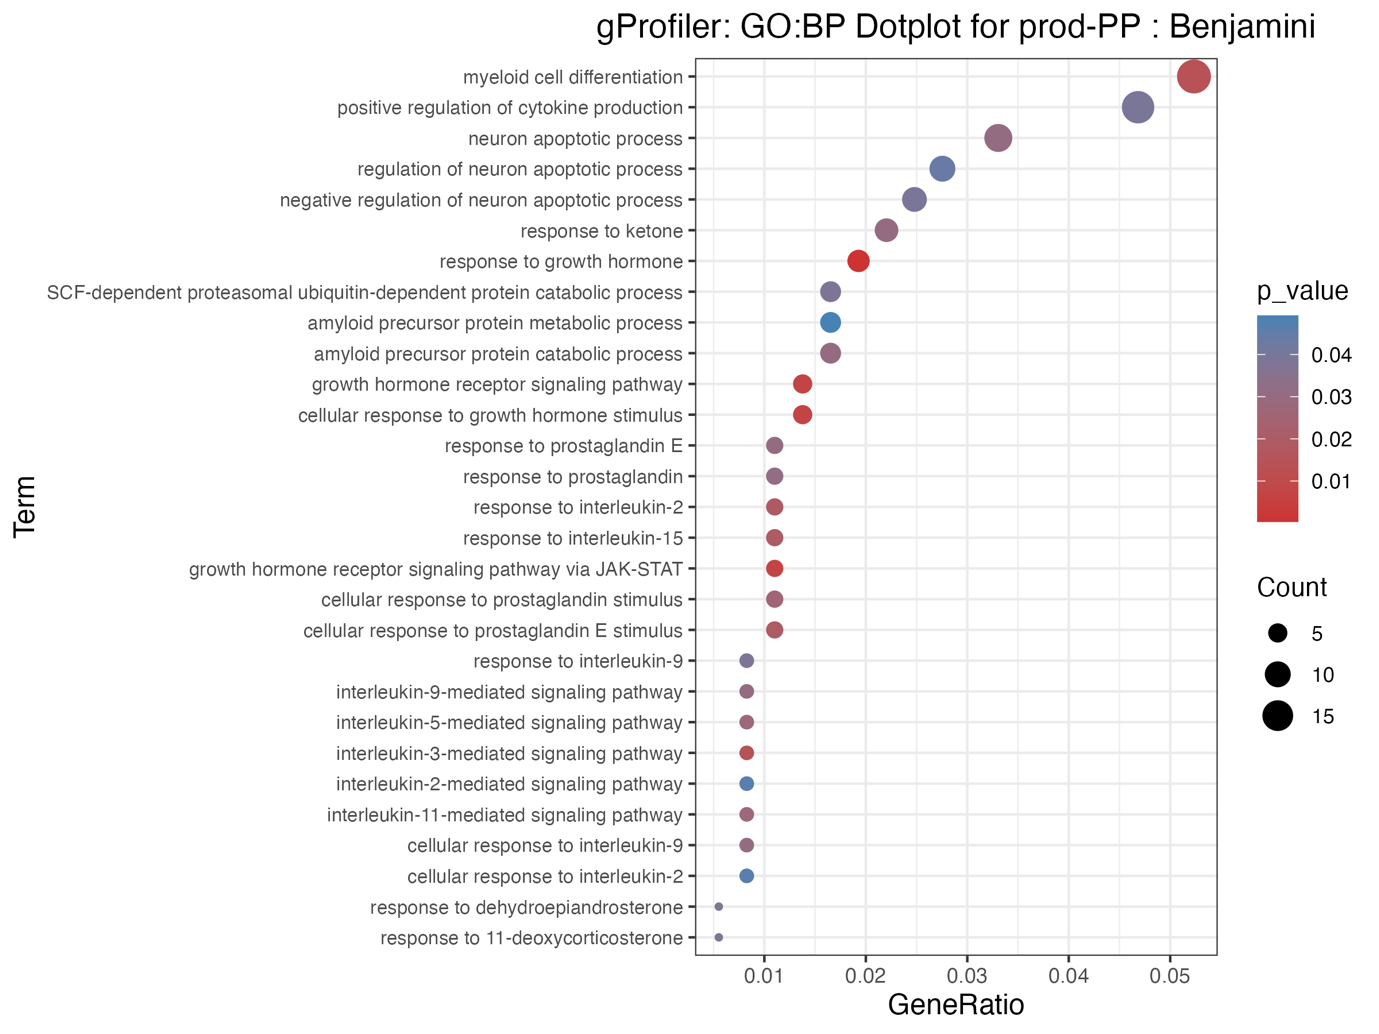 gProfiler: GO:BP Dotplot for prod-PP : Benjamini
Term
myeloid cell differentiation
positive regulation of cytokine production
neuron apoptotic process
regulation of neuron apoptotic process
negative regulation of neuron apoptotic process
response to ketone
response to growth hormone
SCF-dependent proteasomal ubiquitin-dependent protein catabolic process
amyloid precursor protein metabolic process
amyloid precursor protein catabolic process
growth hormone receptor signaling pathway
cellular response to growth hormone stimulus
response to prostaglandin E
response to prostaglandin
response to interleukin-2
response to interleukin-15
growth hormone receptor signaling pathway via JAK-STAT
cellular response to prostaglandin stimulus
cellular response to prostaglandin E stimulus
response to interleukin-9
interleukin-9-mediated signaling pathway
interleukin-5-mediated signaling pathway
interleukin-3-mediated signaling pathway
interleukin-2-mediated signaling pathway
interleukin-11-mediated signaling pathway
cellular response to interleukin-9
cellular response to interleukin-2
response to dehydroepiandrosterone
response to 11-deoxycorticosterone
0.01 0.02 0.03 0.04 0.05
GeneRatio
p_value
0.04
0.03
0.02
0.01
Count
5
10
15